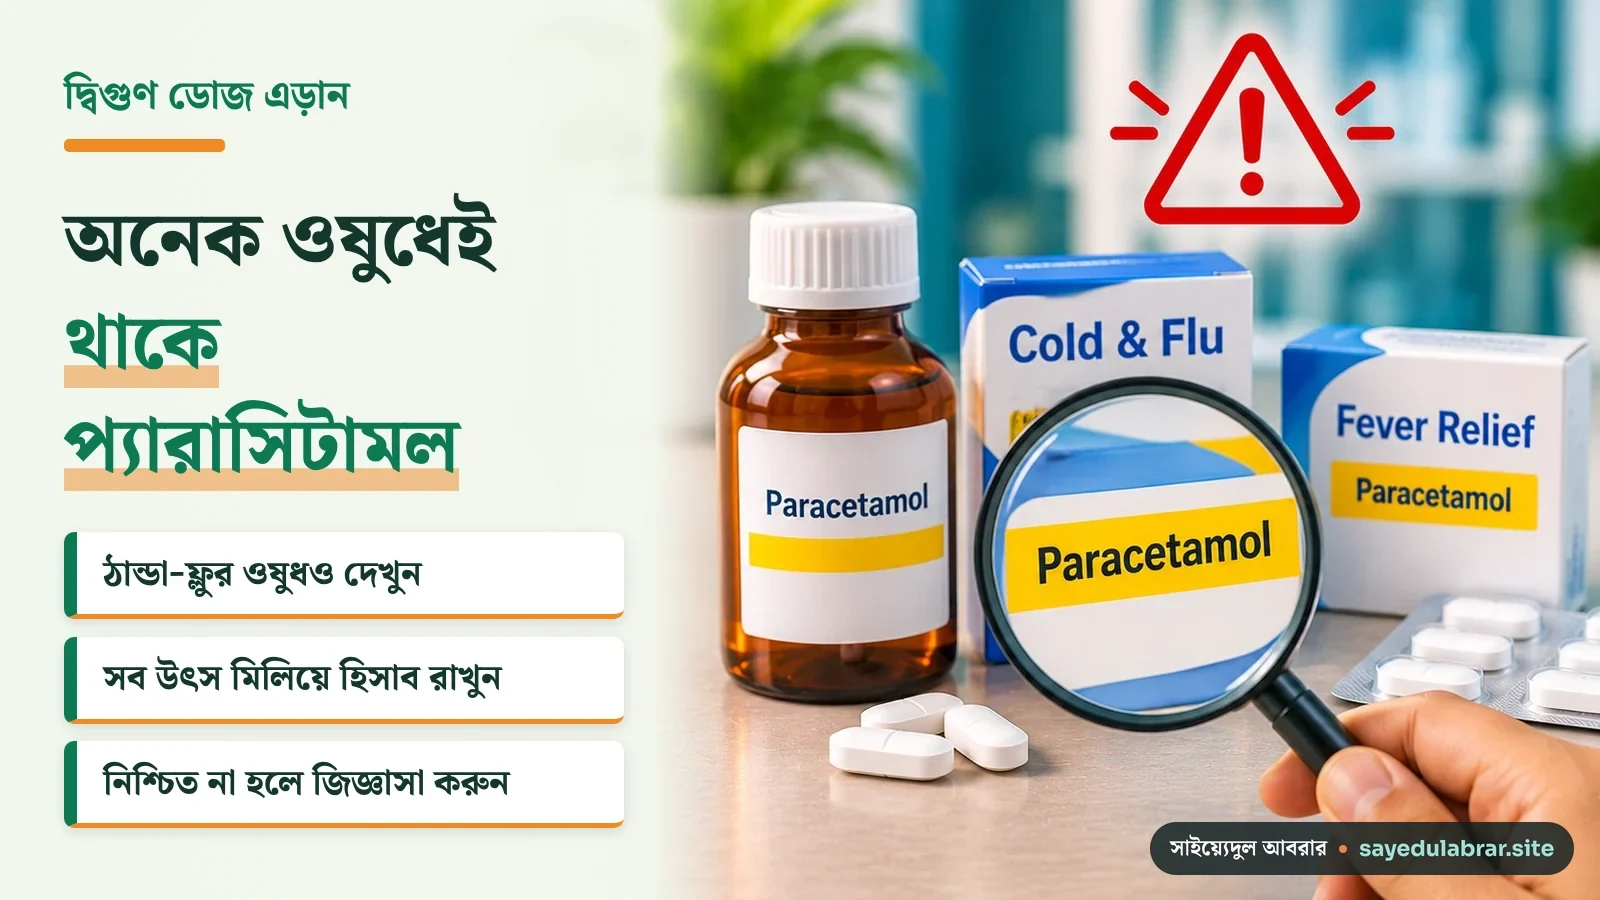 দ্বিগুণ ডোজ এড়ান
অনেক ওষুধেই
থাকে
প্যারাসিটামল
ঠান্ডা-ফ্লুর ওষুধও দেখুন
সব উৎস মিলিয়ে হিসাব রাখুন
নিশ্চিত না হলে জিজ্ঞাসা করুন
Paracetamol
Cold & Flu
Paracetamol
Fever Relief
Paracetamol
সাইয়্যেদুল আবরার • sayedulabrar.site